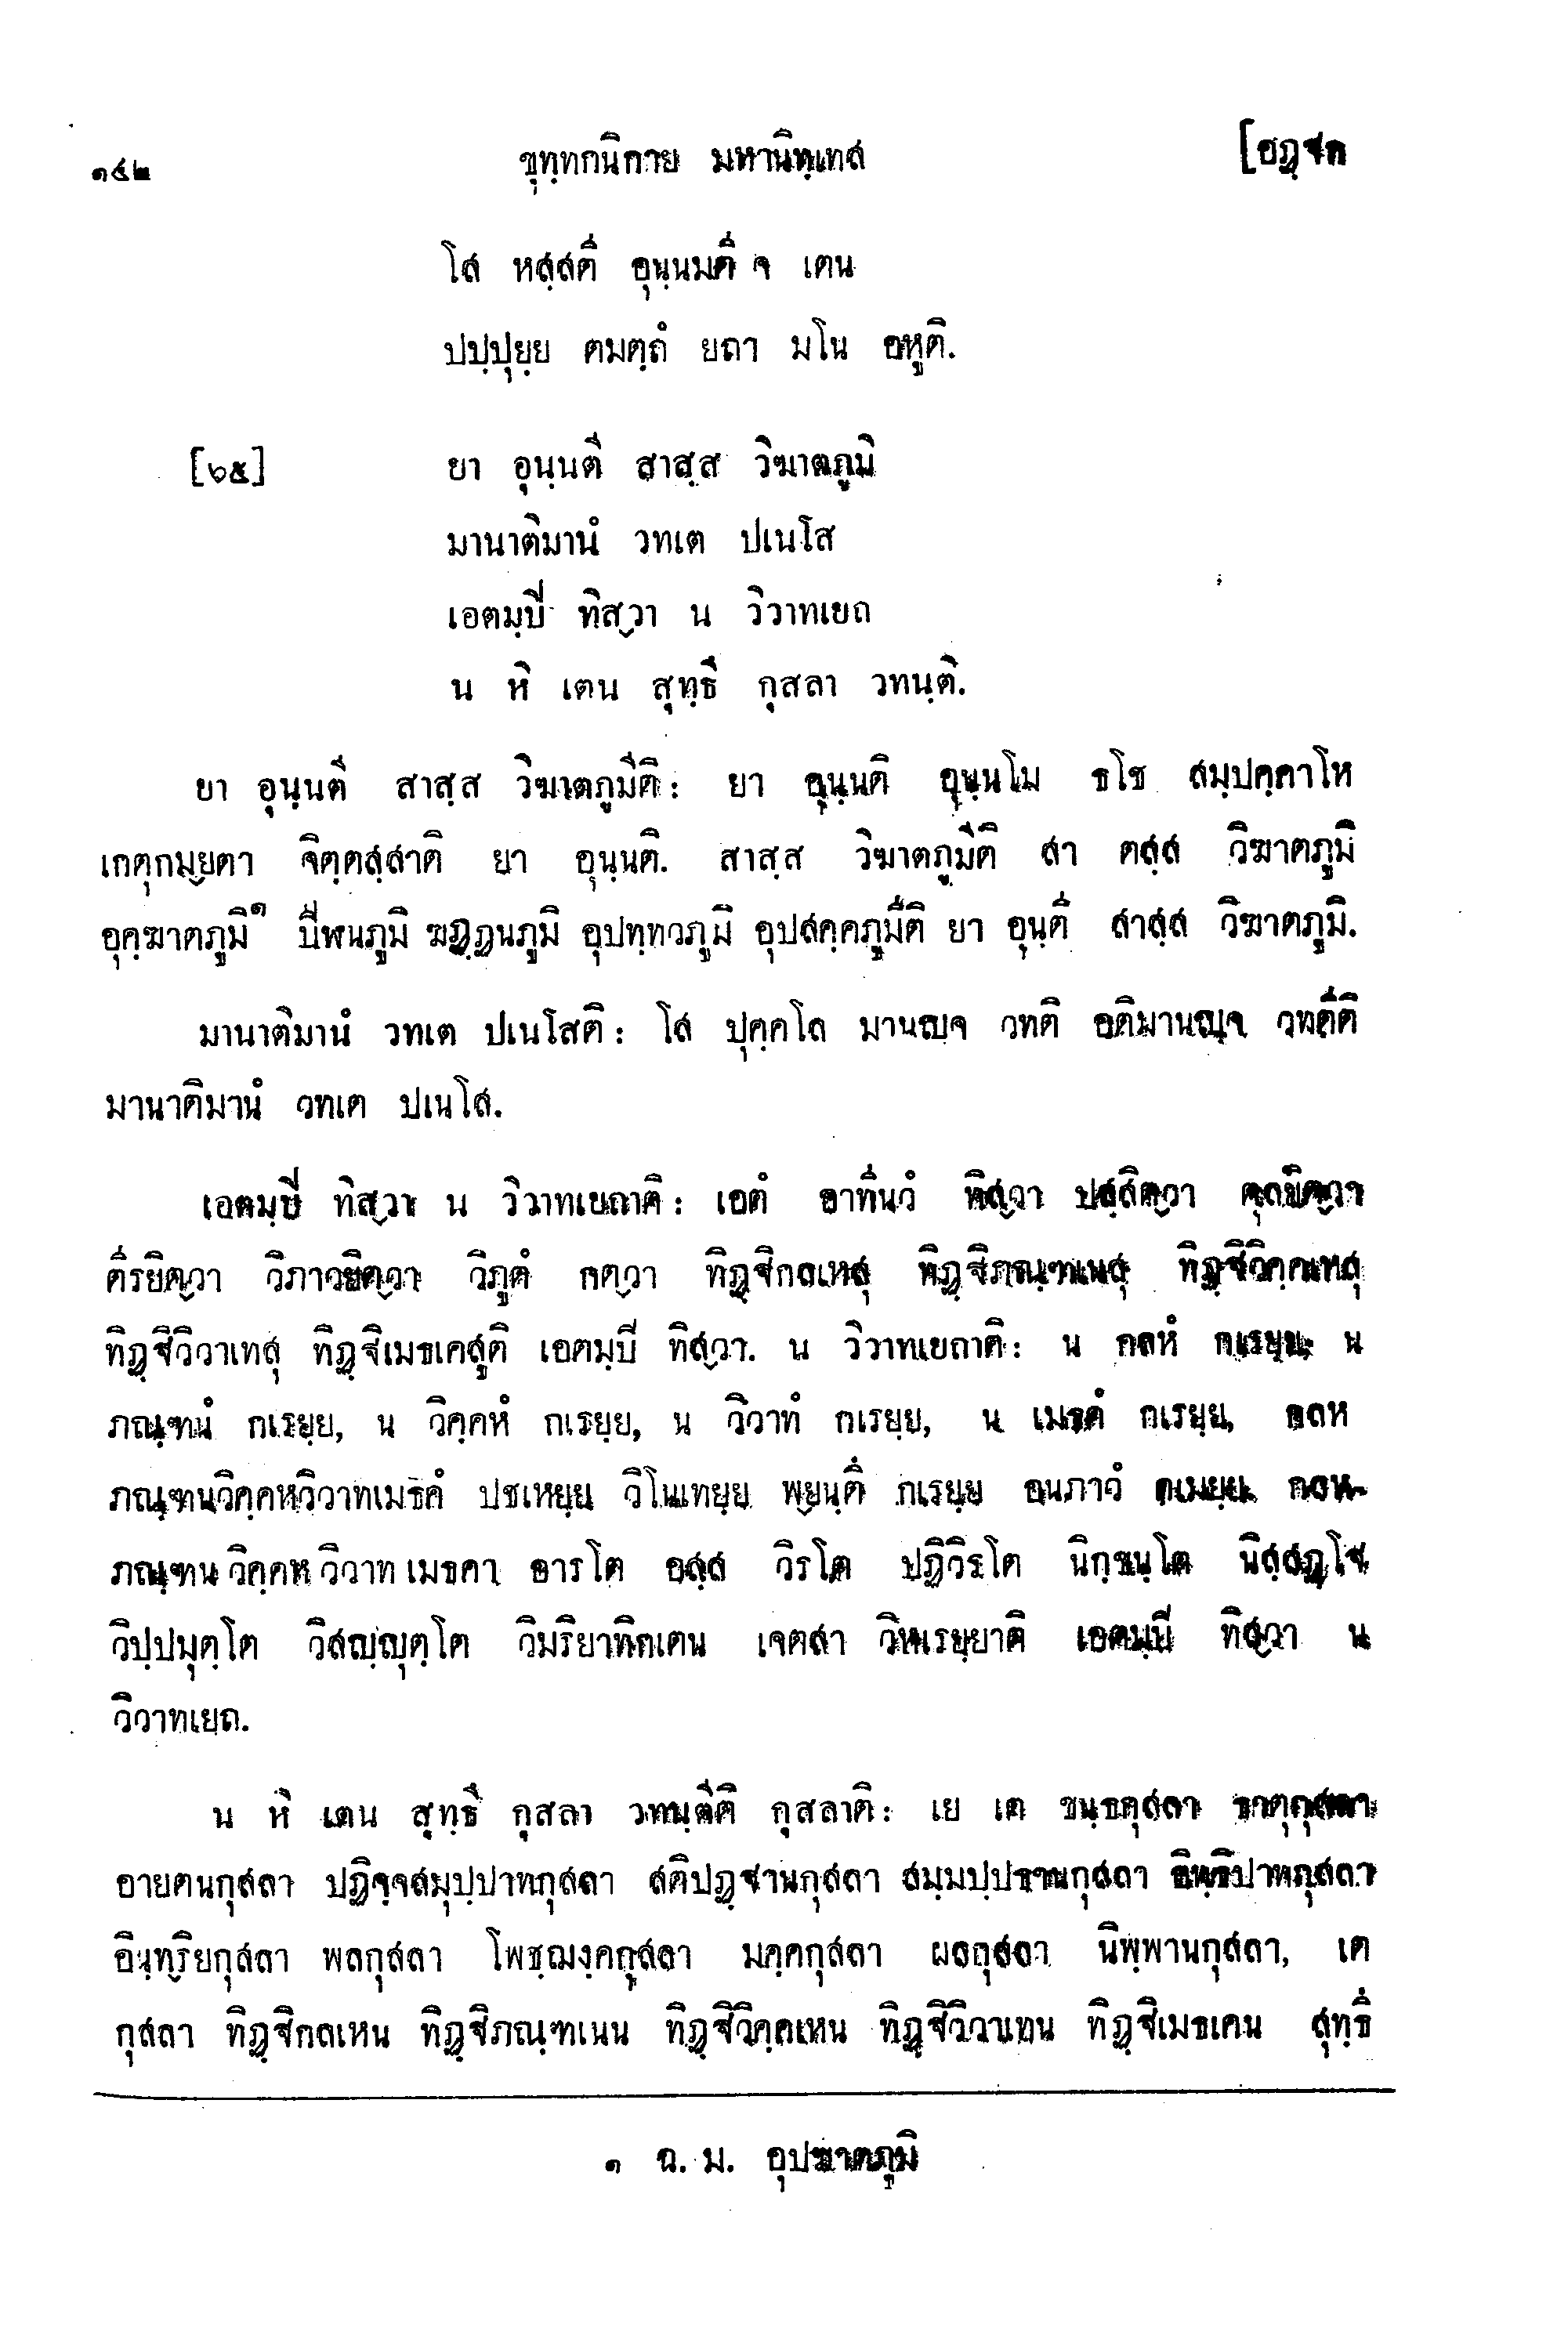 ๑๔๒ ขุทฺทกนิกาย มหานิทฺเทส [อฏฺฐก
โส หสฺสตึ อุนฺนมตึ จ เตน
ปปฺปุยฺย ตมตฺถํ ยถา มโน อหูติ.
[๖๕] ยา อุนฺนตี สาสฺส วิฆาตภูมิ
มานาติมานํ วทเต ปเนโส
เอตมฺปี ทิสฺวา น วิวาทเยถ
น หิ เตน สุทฺธึ กุสลา วทนฺติ.
ยา อุนฺนตี สาสฺส วิฆาตภูมีติ: ยา อุนฺนติ อุนฺนโม ธโช สมฺปคฺคาโห
เกตุกมฺยตา จิตฺตสฺสาติ ยา อุนฺนติ. สาสฺส วิฆาตภูมีติ สา ตสฺส วิฆาตภูมิ
อุคฺฆาตภูมิ๑ ปีฬนภูมิ ฆฏฺฏนภูมิ อุปทฺทวภูมิ อุปสคฺคภูมีติ ยา อุนฺตี สาสฺส วิฆาตภูมิ.
มานาติมานํ วทเต ปเนโสติ: โส ปุคฺคโล มานญฺจ วทติ อติมานญฺจ วทตีติ
มานาติมานํ วทเต ปเนโส.
เอตมฺปี ทิสฺวา น วิวาทเยถาติ: เอตํ อาทีนวํ ทิสฺวา ปสฺสิตฺวา ตุลยิตฺวา
ตีรยิตฺวา วิภาวยิตฺวา วิภูตํ กตฺวา ทิฏฺฐิกลเหสุ ทิฏฺฐิภณฺฑเนสุ ทิฏฺฐิวิคฺคเหสุ
ทิฏฺฐิวิวาเทสุ ทิฏฺฐิเมธเคสูติ เอตมฺปี ทิสฺวา. น วิวาทเยถาติ: น กลหํ กเรยฺย, น
ภณฺฑนํ กเรยฺย, น วิคฺคหํ กเรยฺย, น วิวาทํ กเรยฺย, น เมธคํ กเรยฺย, กลห
ภณฺฑนวิคฺคหวิวาทเมธคํ ปชเหยฺย วิโนเทยฺย พฺยนฺตึ กเรยฺย อนภาวํ กเมยฺย กลห-
ภณฺฑนวิคฺคหวิวาทเมธคา อารโต อสฺส วิรโต ปฏิวิรโต นิกฺขนฺโต นิสฺสฏฺโฐ
วิปฺปมุตฺโต วิสญฺญุตฺโต วิมริยาทิกเตน เจตสา วิหเรยฺยาติ เอตมฺปี ทิสฺวา น
วิวาทเยถ.
น หิ เตน สุทฺธึ กุสลา วทนฺตีติ กุสลาติ: เย เต ขนฺธกุสลา ธาตุกุสลา
อายตนกุสลา ปฏิจฺจสมุปฺปาทกุสลา สติปฏฺฐานกุสลา สมฺมปฺปธานกุสลา อิทฺธิปาทกุสลา
อินฺทฺริยกุสลา พลกุสลา โพชฺฌงฺคกุสลา มคฺคกุสลา ผลกุสลา นิพฺพานกุสลา, เต
กุสลา ทิฏฺฐิกลเหน ทิฏฺฐิภณฺฑเนน ทิฏฺฐิวิคฺคเหน ทิฏฺฐิวิวาเทน ทิฏฺฐิเมธเคน สุทฺธึ
๑ ฉ. ม. อุปฆาตภูมิ